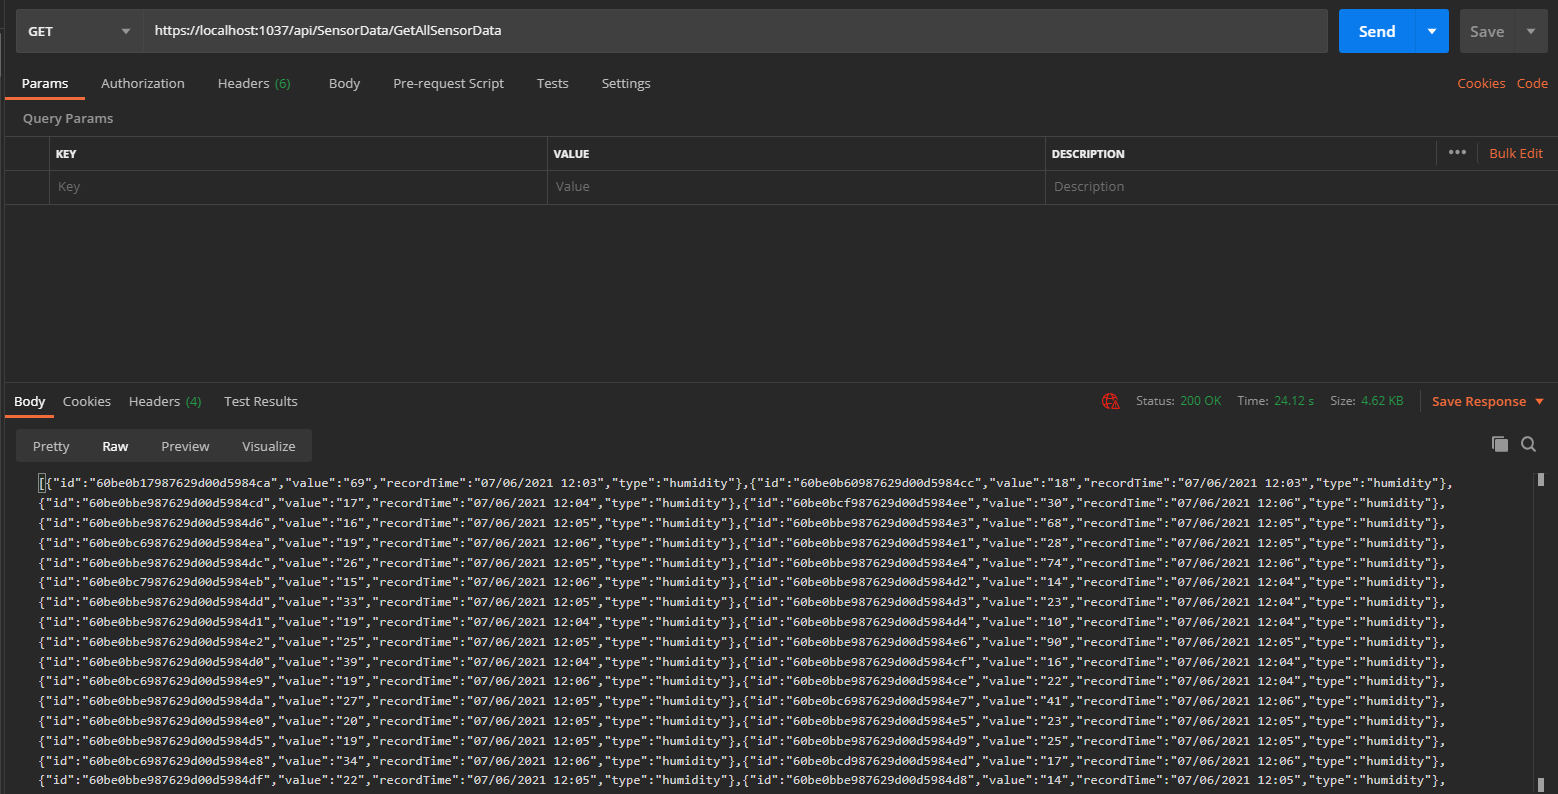 GET https://localhost:1037/api/SensorData/GetAllSensorData Send Save
Params Authorization Headers (6) Body Pre-request Script Tests Settings Cookies Code
Query Params
KEY VALUE DESCRIPTION ••• Bulk Edit
Key Value Description
Body Cookies Headers (4) Test Results Status: 200 OK Time: 24.12 s Size: 4.62 KB Save Response
Pretty Raw Preview Visualize
[{"id":"60be0b17987629d00d5984ca","value":"69","recordTime":"07/06/2021 12:03","type":"humidity"},{"id":"60be0b60987629d00d5984cc","value":"18","recordTime":"07/06/2021 12:03","type":"humidity"},
{"id":"60be0bbe987629d00d5984cd","value":"17","recordTime":"07/06/2021 12:04","type":"humidity"},{"id":"60be0bcf987629d00d5984ee","value":"30","recordTime":"07/06/2021 12:06","type":"humidity"},
{"id":"60be0bbe987629d00d5984d6","value":"16","recordTime":"07/06/2021 12:05","type":"humidity"},{"id":"60be0bbe987629d00d5984e3","value":"68","recordTime":"07/06/2021 12:05","type":"humidity"},
{"id":"60be0bc6987629d00d5984ea","value":"19","recordTime":"07/06/2021 12:06","type":"humidity"},{"id":"60be0bbe987629d00d5984e1","value":"28","recordTime":"07/06/2021 12:05","type":"humidity"},
{"id":"60be0bbe987629d00d5984dc","value":"26","recordTime":"07/06/2021 12:05","type":"humidity"},{"id":"60be0bbe987629d00d5984e4","value":"74","recordTime":"07/06/2021 12:06","type":"humidity"},
{"id":"60be0bc7987629d00d5984eb","value":"15","recordTime":"07/06/2021 12:06","type":"humidity"},{"id":"60be0bbe987629d00d5984d2","value":"14","recordTime":"07/06/2021 12:04","type":"humidity"},
{"id":"60be0bbe987629d00d5984dd","value":"33","recordTime":"07/06/2021 12:05","type":"humidity"},{"id":"60be0bbe987629d00d5984d3","value":"23","recordTime":"07/06/2021 12:04","type":"humidity"},
{"id":"60be0bbe987629d00d5984d1","value":"19","recordTime":"07/06/2021 12:04","type":"humidity"},{"id":"60be0bbe987629d00d5984d4","value":"10","recordTime":"07/06/2021 12:04","type":"humidity"},
{"id":"60be0bbe987629d00d5984e2","value":"25","recordTime":"07/06/2021 12:05","type":"humidity"},{"id":"60be0bbe987629d00d5984e6","value":"90","recordTime":"07/06/2021 12:05","type":"humidity"},
{"id":"60be0bbe987629d00d5984d0","value":"39","recordTime":"07/06/2021 12:04","type":"humidity"},{"id":"60be0bbe987629d00d5984cf","value":"16","recordTime":"07/06/2021 12:04","type":"humidity"},
{"id":"60be0bc6987629d00d5984e9","value":"19","recordTime":"07/06/2021 12:06","type":"humidity"},{"id":"60be0bbe987629d00d5984ce","value":"22","recordTime":"07/06/2021 12:04","type":"humidity"},
{"id":"60be0bbe987629d00d5984da","value":"27","recordTime":"07/06/2021 12:05","type":"humidity"},{"id":"60be0bc6987629d00d5984e7","value":"41","recordTime":"07/06/2021 12:06","type":"humidity"},
{"id":"60be0bbe987629d00d5984e0","value":"20","recordTime":"07/06/2021 12:05","type":"humidity"},{"id":"60be0bbe987629d00d5984e5","value":"23","recordTime":"07/06/2021 12:05","type":"humidity"},
{"id":"60be0bbe987629d00d5984d5","value":"19","recordTime":"07/06/2021 12:05","type":"humidity"},{"id":"60be0bbe987629d00d5984d9","value":"25","recordTime":"07/06/2021 12:05","type":"humidity"},
{"id":"60be0bc6987629d00d5984e8","value":"34","recordTime":"07/06/2021 12:06","type":"humidity"},{"id":"60be0bcd987629d00d5984ed","value":"17","recordTime":"07/06/2021 12:06","type":"humidity"},
{"id":"60be0bbe987629d00d5984df","value":"22","recordTime":"07/06/2021 12:05","type":"humidity"},{"id":"60be0bbe987629d00d5984d8","value":"14","recordTime":"07/06/2021 12:05","type":"humidity"},